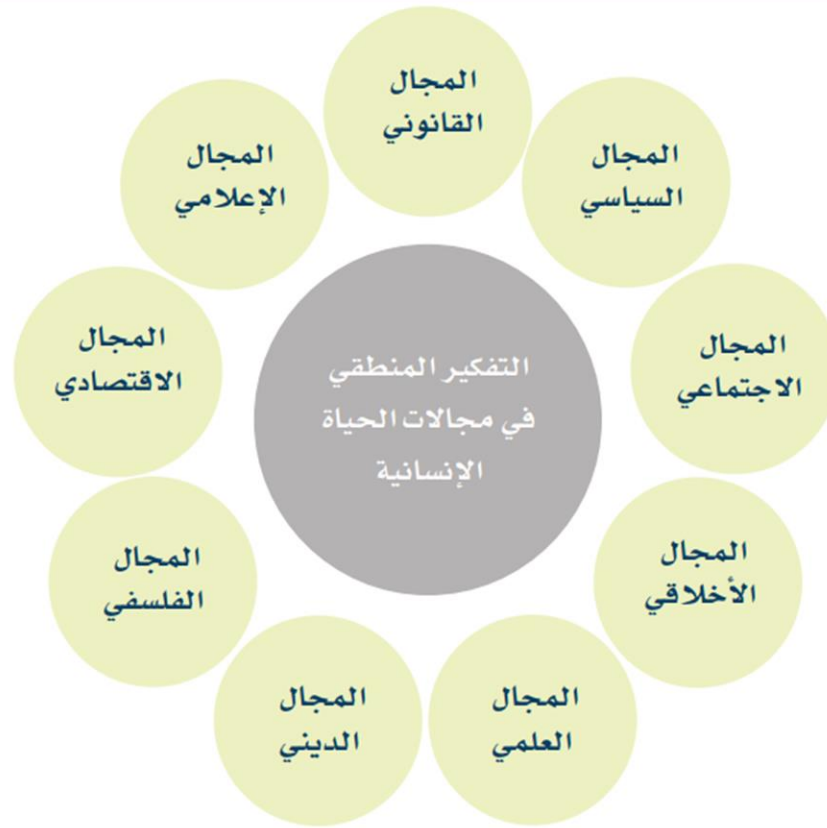 المجال
القانوني
المجال
السياسي
المجال
الاجتماعي
المجال
الأخلاقي
المجال
العلمي
المجال
الديني
المجال
الفلسفي
المجال
الاقتصادي
المجال
الإعلامي
التفكير المنطقي
في مجالات الحياة
الإنسانية